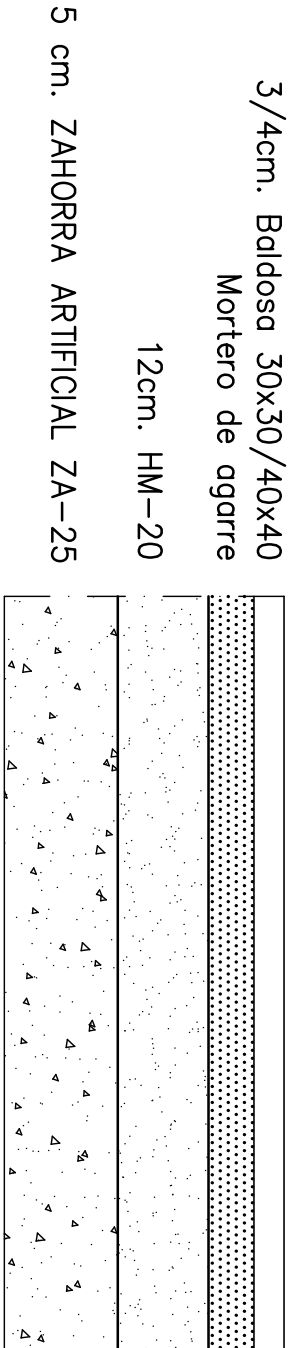 3/4cm. Baldosa 30x30/40x40
Mortero de agarre
12cm. HM-20
5 cm. ZAHORRA ARTIFICIAL ZA-25